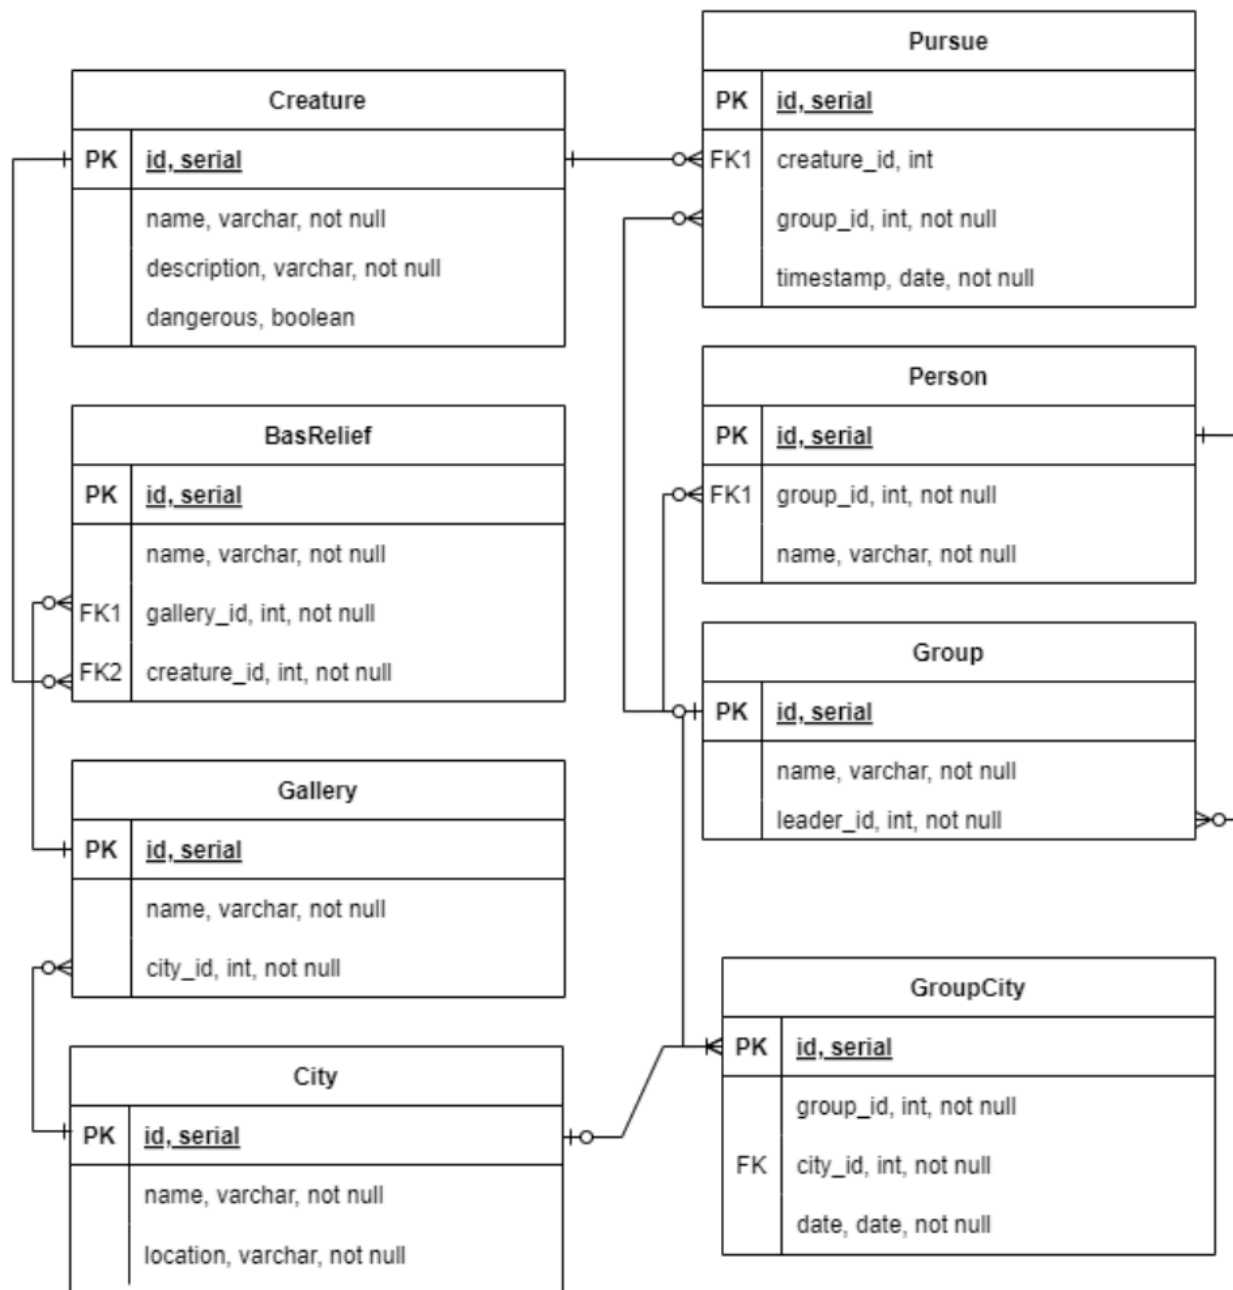 Creature
PK id, serial
name, varchar, not null
description, varchar, not null
dangerous, boolean
BasRelief
PK id, serial
name, varchar, not null
FK1 gallery_id, int, not null
FK2 creature_id, int, not null
Gallery
PK id, serial
name, varchar, not null
city_id, int, not null
City
PK id, serial
name, varchar, not null
location, varchar, not null
Pursue
PK id, serial
FK1 creature_id, int
group_id, int, not null
timestamp, date, not null
Person
PK id, serial
FK1 group_id, int, not null
name, varchar, not null
Group
PK id, serial
name, varchar, not null
leader_id, int, not null
GroupCity
PK id, serial
group_id, int, not null
FK city_id, int, not null
date, date, not null